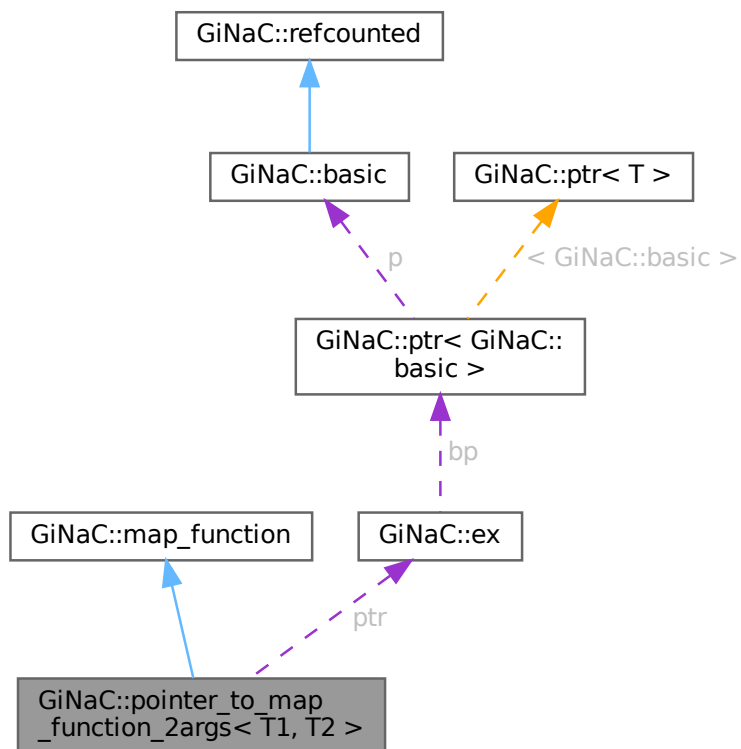 GiNaC::refcounted
GiNaC::basic
GiNaC::ptr< T >
p
< GiNaC::basic >
GiNaC::ptr< GiNaC::
basic >
bp
GiNaC::map_function
GiNaC::ex
ptr
GiNaC::pointer_to_map
_function_2args< T1, T2 >